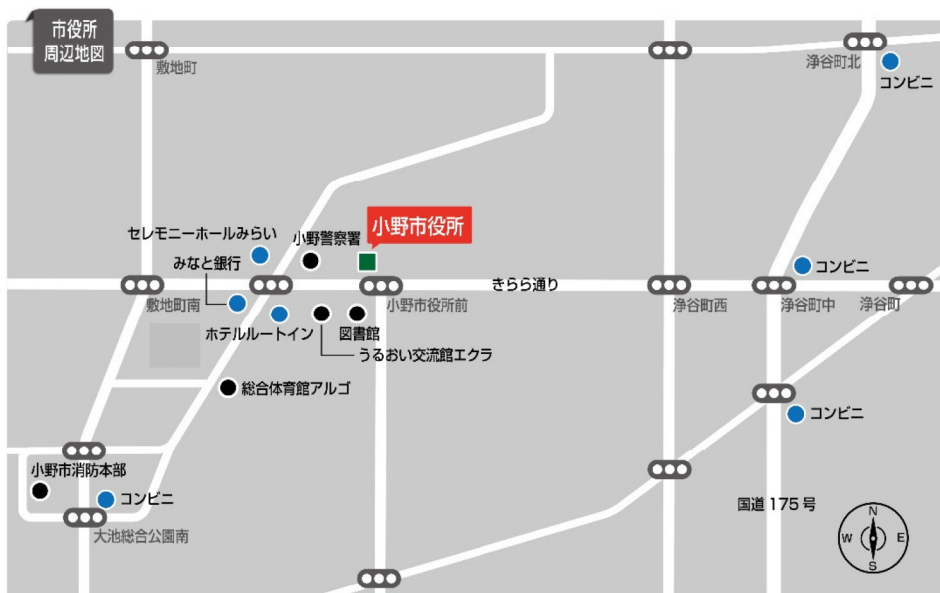 市役所
周辺地図
敷地町
浄谷町北
コンビニ
小野市役所
セレモニーホールみらい
小野警察署
みなと銀行
コンビニ
きらら通り
敷地町南
小野市役所前
浄谷町西
浄谷町中
浄谷町
ホテルルートイン
図書館
うるおい交流館エクラ
総合体育館アルゴ
コンビニ
小野市消防本部
コンビニ
国道 175 号
大池総合公園南
N
W
E
S